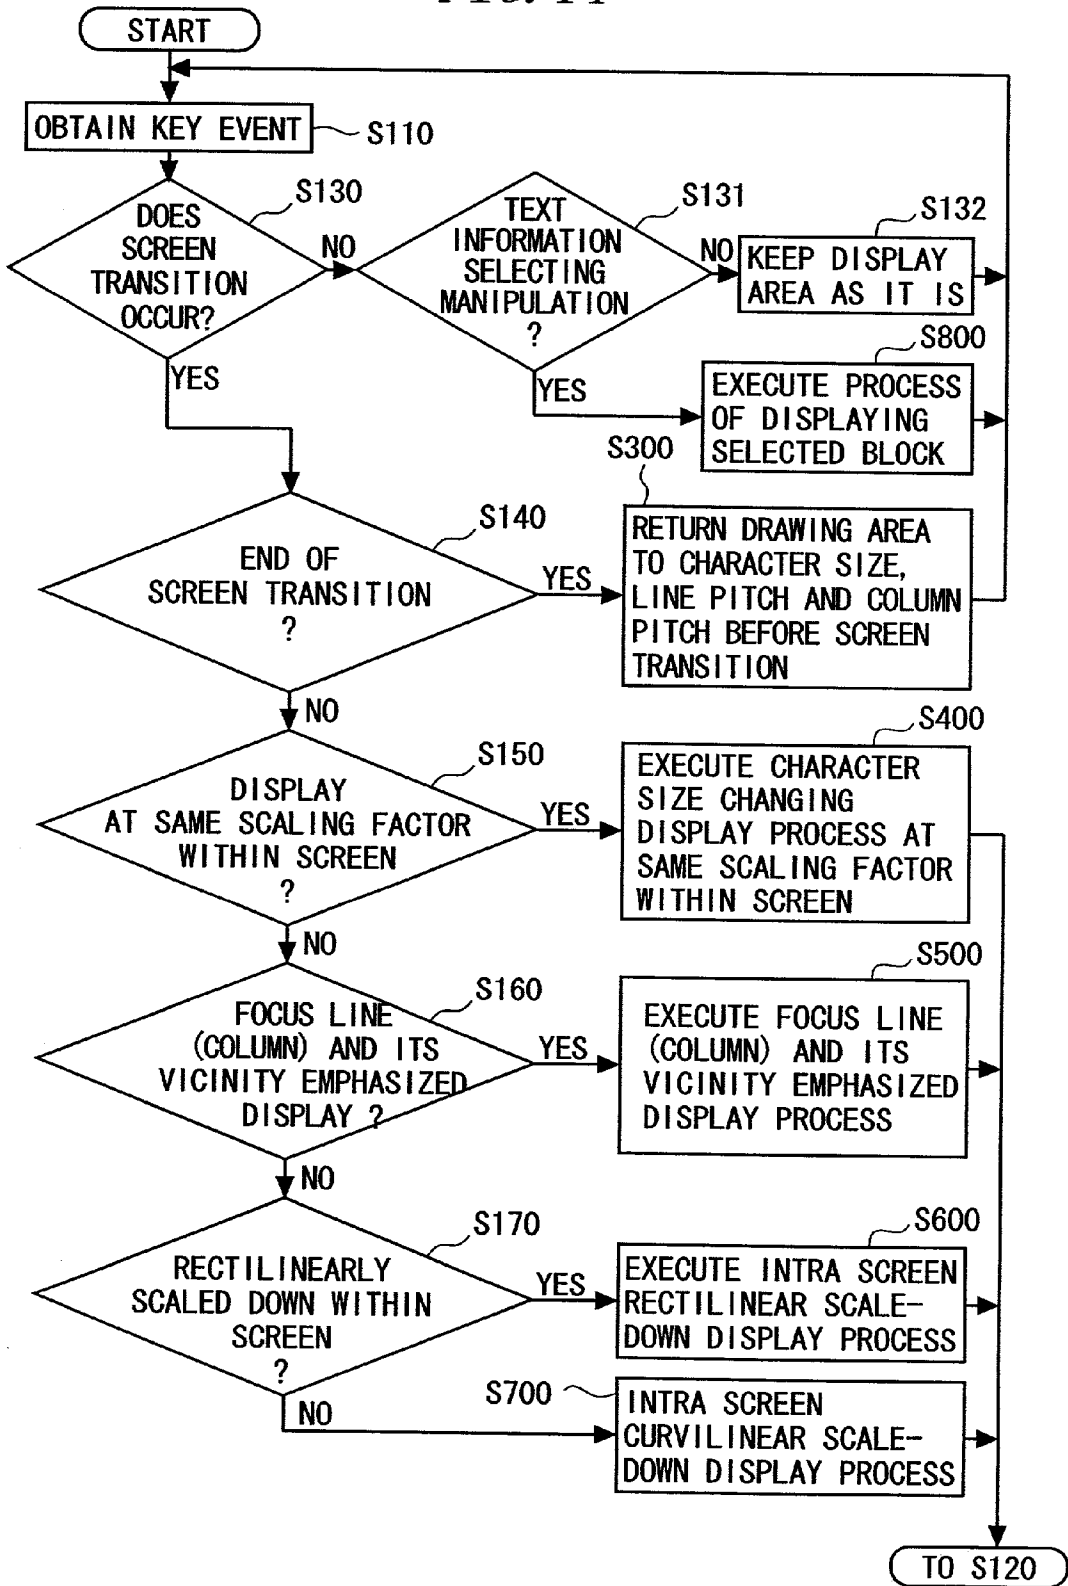 START
OBTAIN KEY EVENT
S110
DOES
SCREEN
TRANSITION
OCCUR?
S130
NO
YES
TEXT
INFORMATION
SELECTING
MANIPULATION
?
S131
NO
YES
KEEP DISPLAY
AREA AS IT IS
S132
EXECUTE PROCESS
OF DISPLAYING
SELECTED BLOCK
S800
END OF
SCREEN TRANSITION
?
S140
YES
NO
RETURN DRAWING AREA
TO CHARACTER SIZE,
LINE PITCH AND COLUMN
PITCH BEFORE SCREEN
TRANSITION
S300
DISPLAY
AT SAME SCALING FACTOR
WITHIN SCREEN
?
S150
YES
NO
EXECUTE CHARACTER
SIZE CHANGING
DISPLAY PROCESS AT
SAME SCALING FACTOR
WITHIN SCREEN
S400
FOCUS LINE
(COLUMN) AND ITS
VICINITY EMPHASIZED
DISPLAY ?
S160
YES
NO
EXECUTE FOCUS LINE
(COLUMN) AND ITS
VICINITY EMPHASIZED
DISPLAY PROCESS
S500
RECTILINEARLY
SCALED DOWN WITHIN
SCREEN
?
S170
YES
NO
EXECUTE INTRA SCREEN
RECTILINEAR SCALE-
DOWN DISPLAY PROCESS
S600
INTRA SCREEN
CURVILINEAR SCALE-
DOWN DISPLAY PROCESS
S700
TO S120